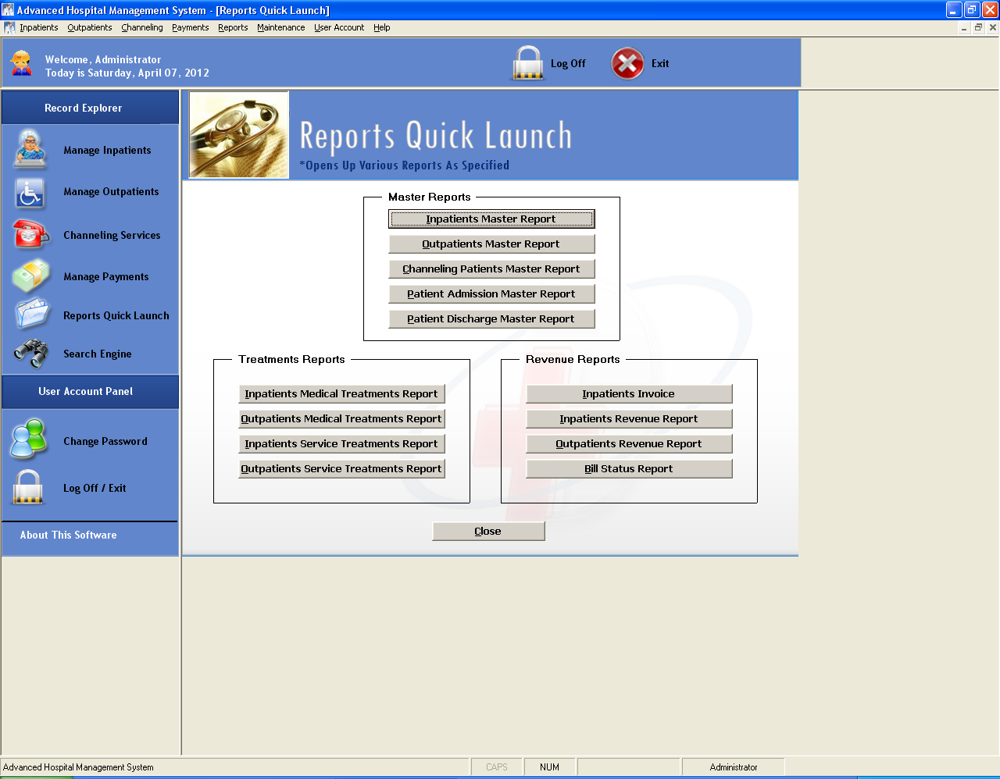 Advanced Hospital Management System - [Reports Quick Launch]
Inpatients Outpatients Channeling Payments Reports Maintenance User Account Help
Welcome, Administrator
Today is Saturday, April 07, 2012
Log Off
Exit
Record Explorer
Manage Inpatients
Manage Outpatients
Channeling Services
Manage Payments
Reports Quick Launch
Search Engine
User Account Panel
Change Password
Log Off / Exit
About This Software
Reports Quick Launch
*Opens Up Various Reports As Specified
Master Reports
Inpatients Master Report
Outpatients Master Report
Channeling Patients Master Report
Patient Admission Master Report
Patient Discharge Master Report
Treatments Reports
Inpatients Medical Treatments Report
Outpatients Medical Treatments Report
Inpatients Service Treatments Report
Outpatients Service Treatments Report
Revenue Reports
Inpatients Invoice
Inpatients Revenue Report
Outpatients Revenue Report
Bill Status Report
Close
Advanced Hospital Management System
CAPS
NUM
Administrator